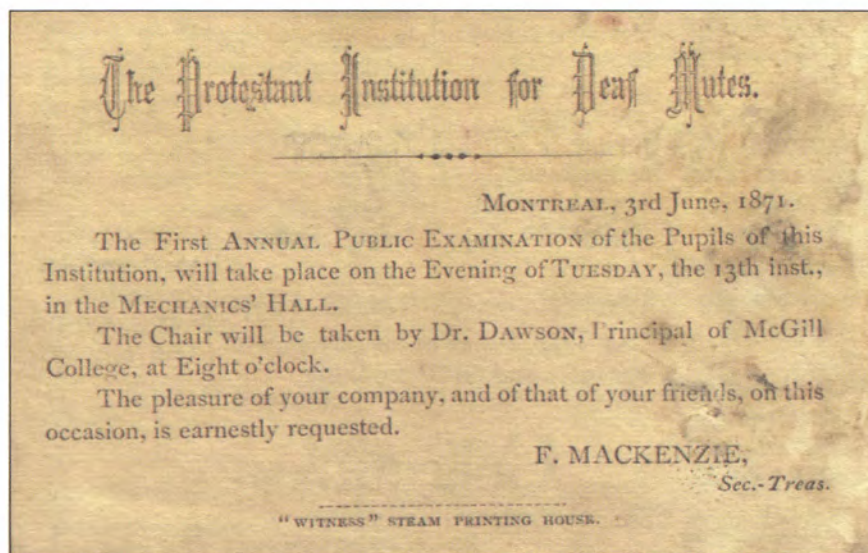 The Protestant Institution for Deaf Mutes.
MONTREAL, 3rd June, 1871.
The First ANNUAL PUBLIC EXAMINATION of the Pupils of this
Institution, will take place on the Evening of TUESDAY, the 13th inst.,
in the MECHANICS' HALL.
The Chair will be taken by Dr. DAWSON, Principal of McGill
College, at Eight o'clock.
The pleasure of your company, and of that of your friends, on this
occasion, is earnestly requested.
F. MACKENZIE,
Sec.-Treas.
"WITNESS" STEAM PRINTING HOUSE.